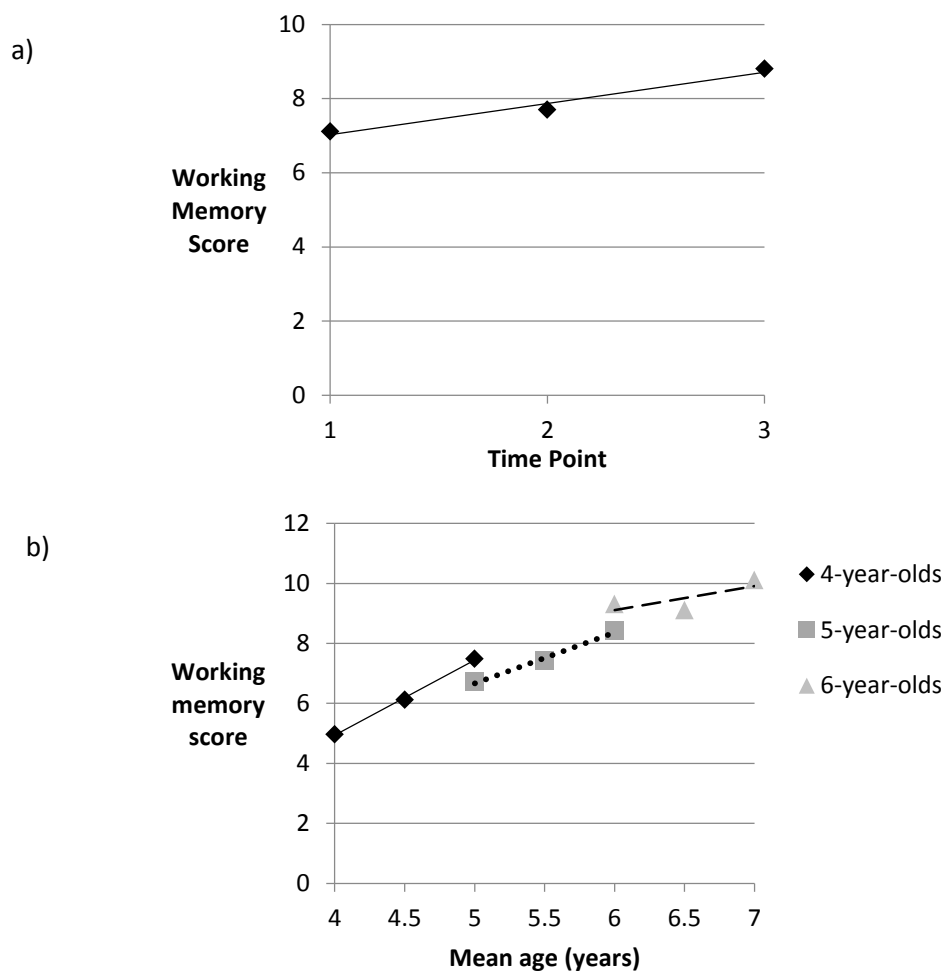 a)
10
8
6
4
2
0
Working
Memory
Score
1 2 3
Time Point
b)
12
10
8
6
4
2
0
Working
memory
score
4 4.5 5 5.5 6 6.5 7
Mean age (years)
4-year-olds
5-year-olds
6-year-olds